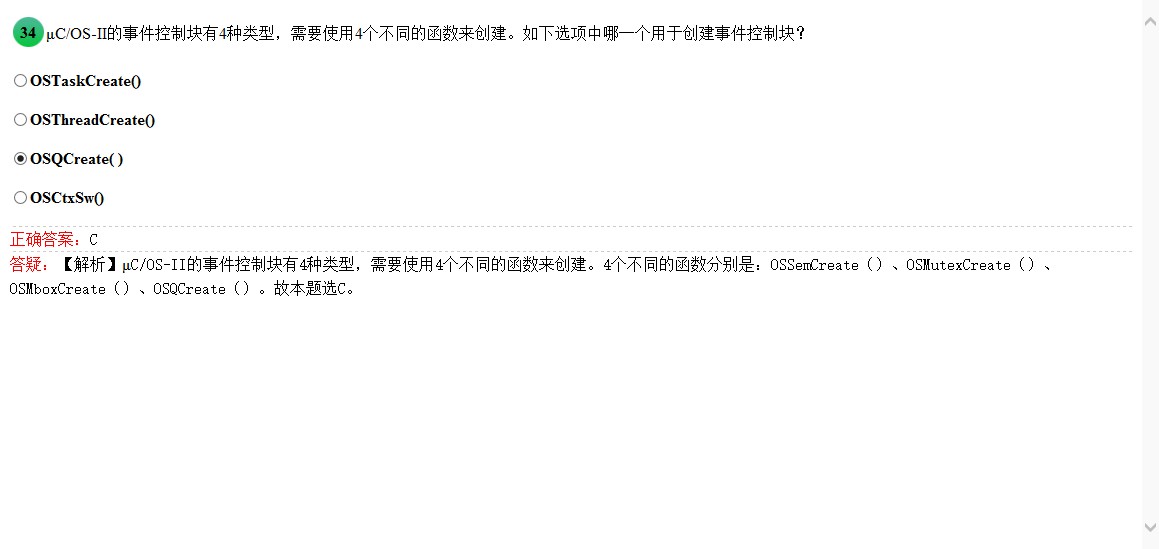 34 μC/OS-II的事件控制块有4种类型，需要使用4个不同的函数来创建。如下选项中哪一个用于创建事件控制块？
OSTaskCreate()
OSThreadCreate()
OSQCreate( )
OSCtxSw()
正确答案：C
答疑：【解析】μC/OS-II的事件控制块有4种类型，需要使用4个不同的函数来创建。4个不同的函数分别是：OSSemCreate（）、OSMutexCreate（）、
OSMboxCreate（）、OSQCreate（）。故本题选C。